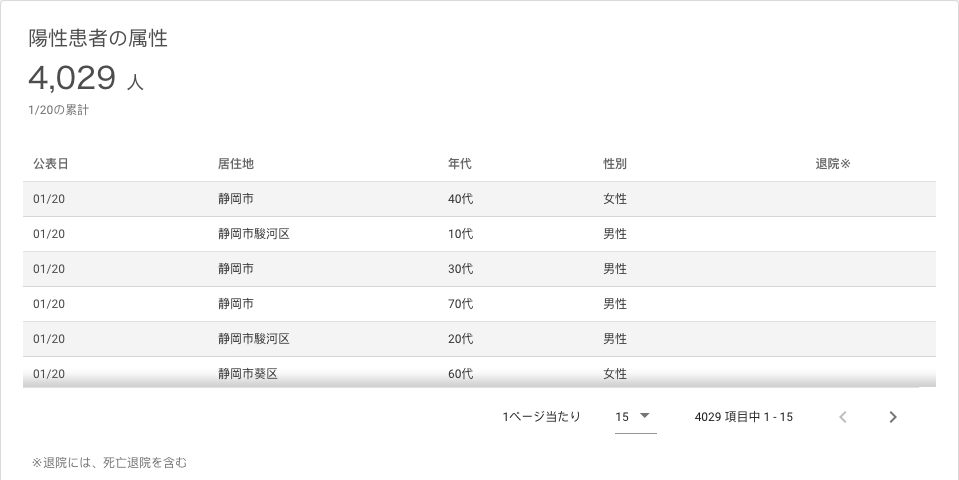 陽性患者の属性
4,029 人
1/20の累計
公表日 居住地 年代 性別 退院※
01/20 静岡市 40代 女性
01/20 静岡市駿河区 10代 男性
01/20 静岡市 30代 男性
01/20 静岡市 70代 男性
01/20 静岡市駿河区 20代 男性
01/20 静岡市葵区 60代 女性
1ページ当たり 15 4029 項目中 1 - 15
※退院には、死亡退院を含む